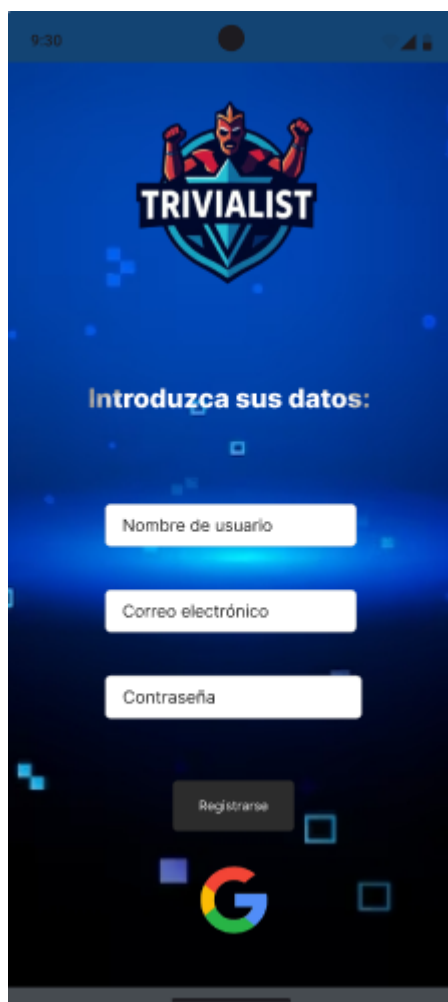 9:30
TRIVIALIST
Introduzca sus datos:
Nombre de usuario
Correo electrónico
Contraseña
Registrarse
G